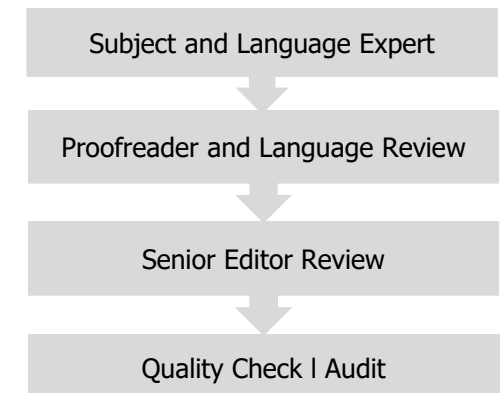 Subject and Language Expert
Proofreader and Language Review
Senior Editor Review
Quality Check l Audit